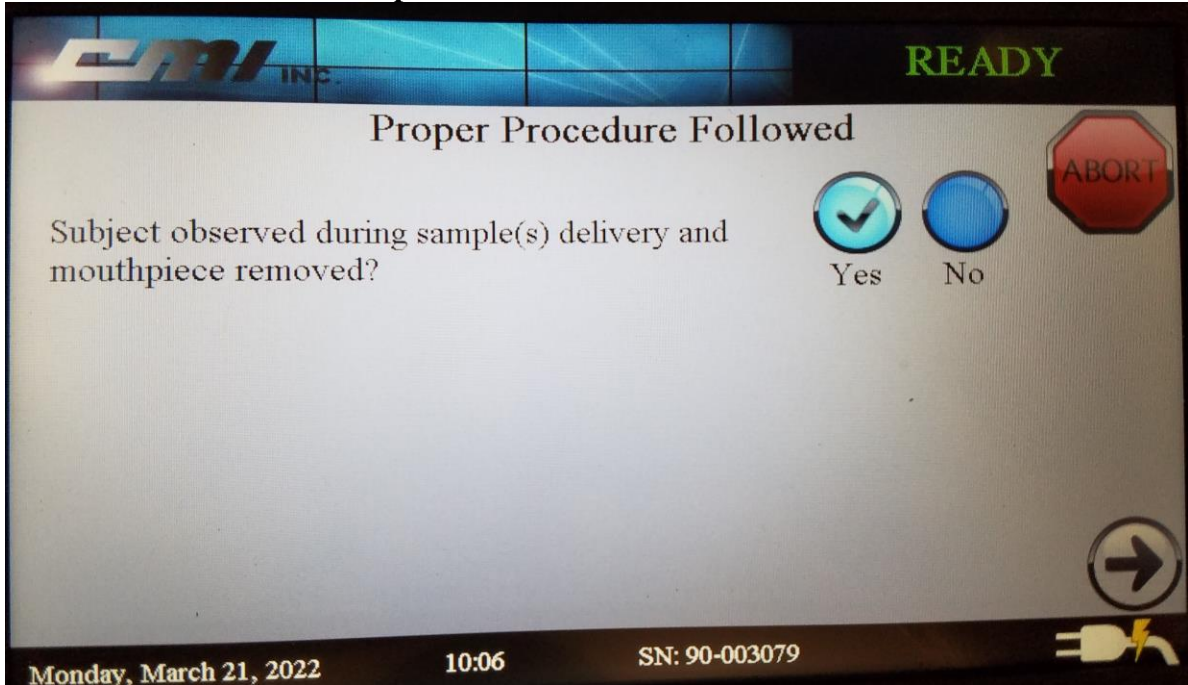 CMI INC.
READY
Proper Procedure Followed
ABORT
Subject observed during sample(s) delivery and
mouthpiece removed?
Yes No
Monday, March 21, 2022 10:06 SN: 90-003079